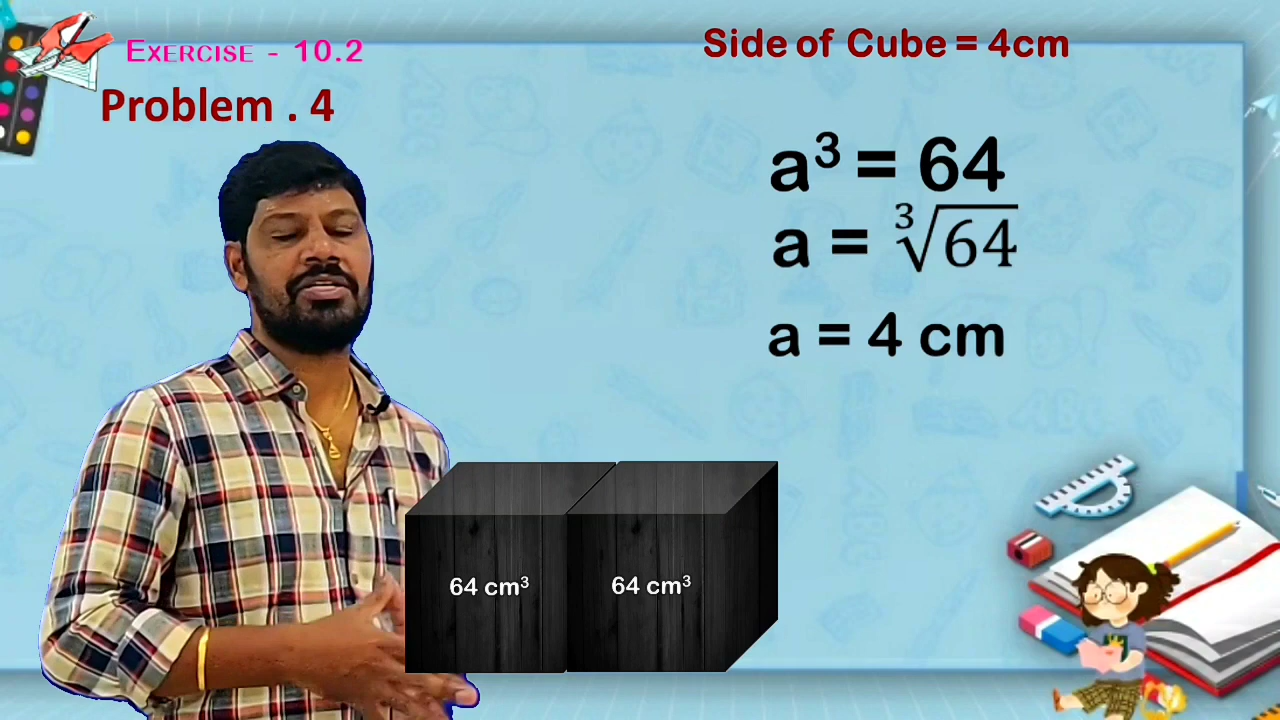 EXERCISE - 10.2
Problem . 4
Side of Cube = 4cm
a³ = 64
a = ∛64
a = 4 cm
64 cm³
64 cm³